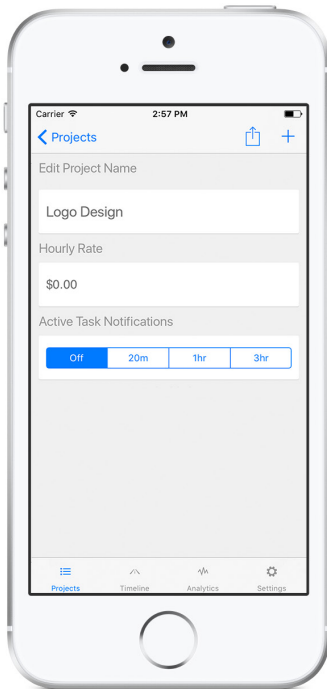 Carrier 2:57 PM
Projects
Edit Project Name
Logo Design
Hourly Rate
$0.00
Active Task Notifications
Off 20m 1hr 3hr
Projects Timeline Analytics Settings